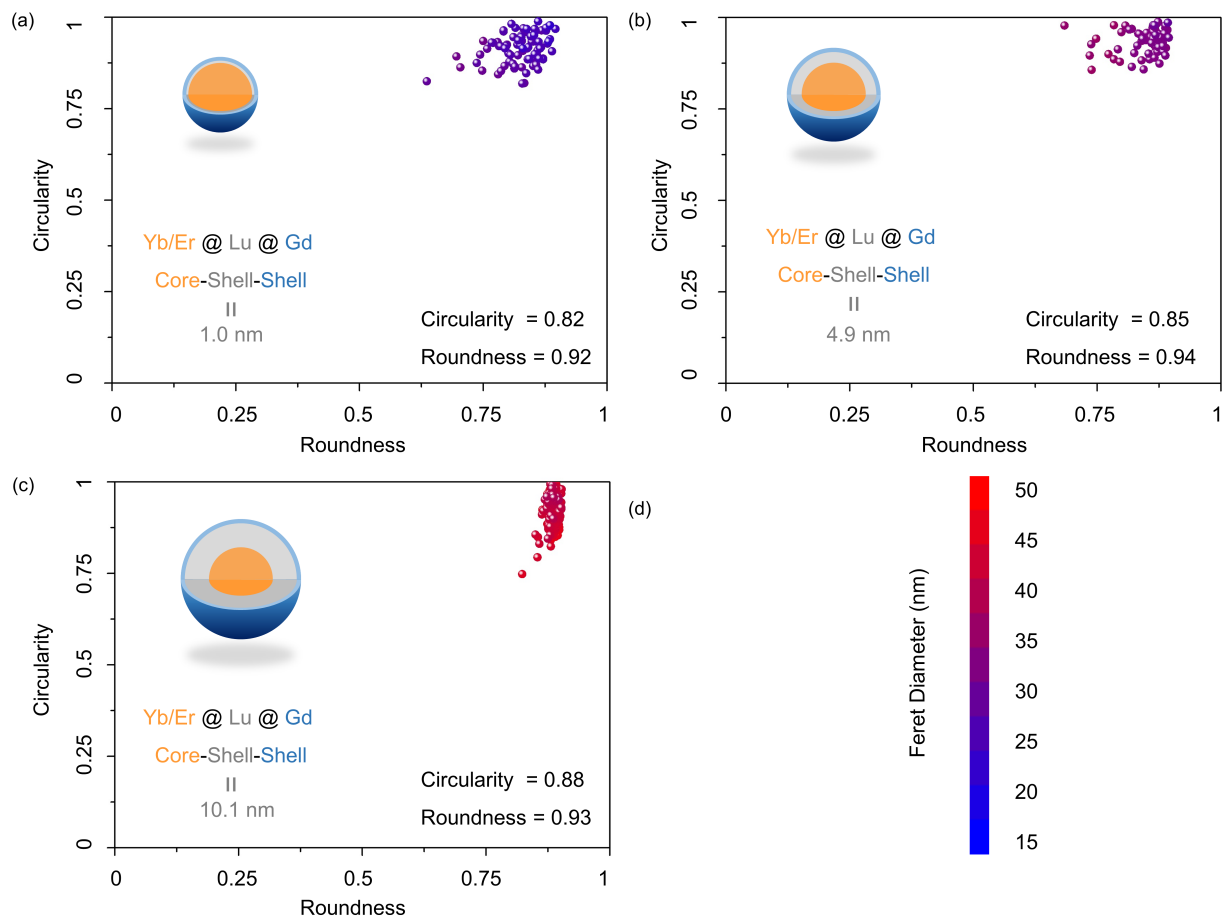 (a)
Circularity
1
0.75
0.5
0.25
0
Yb/Er @ Lu @ Gd
Core-Shell-Shell
=
1.0 nm
Circularity = 0.82
Roundness = 0.92
0 0.25 0.5 0.75 1
Roundness
(b)
Circularity
1
0.75
0.5
0.25
0
Yb/Er @ Lu @ Gd
Core-Shell-Shell
=
4.9 nm
Circularity = 0.85
Roundness = 0.94
0 0.25 0.5 0.75 1
Roundness
(c)
Circularity
1
0.75
0.5
0.25
0
Yb/Er @ Lu @ Gd
Core-Shell-Shell
=
10.1 nm
Circularity = 0.88
Roundness = 0.93
0 0.25 0.5 0.75 1
Roundness
(d)
Feret Diameter (nm)
50
45
40
35
30
25
20
15